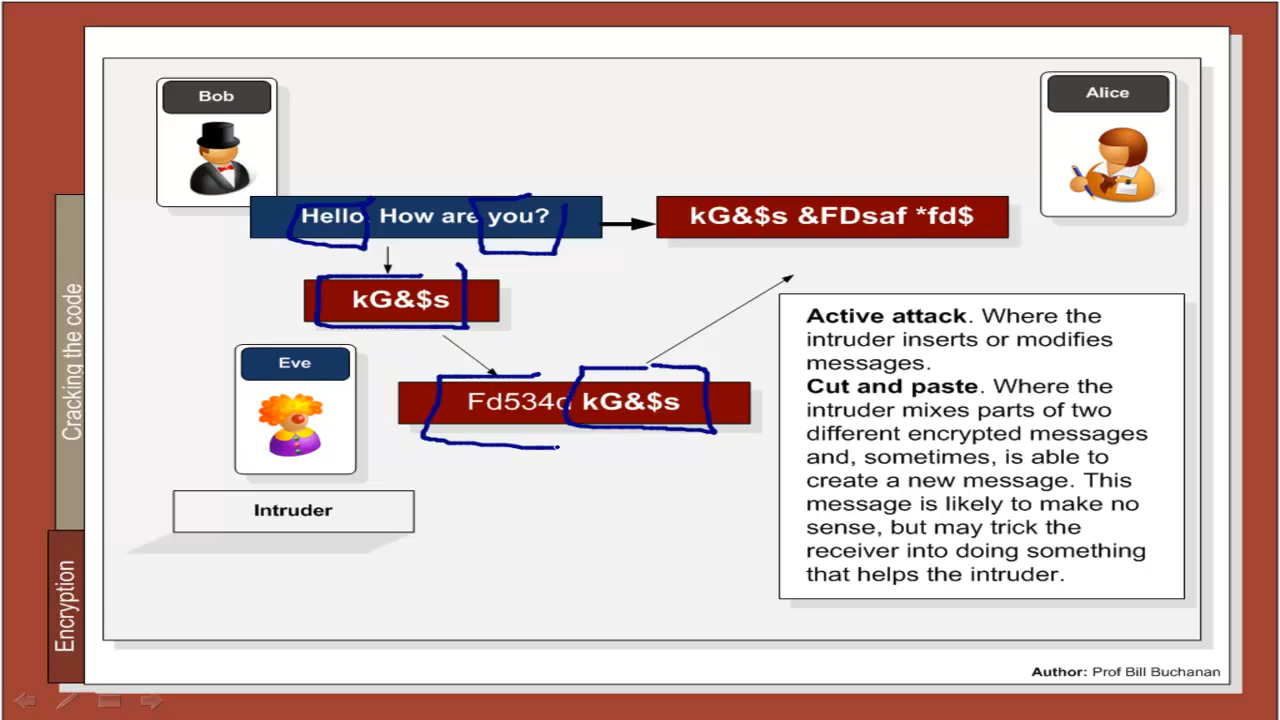 Bob
Alice
Hello. How are you?
kG&$s &FDsaf *fd$
kG&$s
Eve
Fd534d kG&$s
Intruder
Active attack. Where the
intruder inserts or modifies
messages.
Cut and paste. Where the
intruder mixes parts of two
different encrypted messages
and, sometimes, is able to
create a new message. This
message is likely to make no
sense, but may trick the
receiver into doing something
that helps the intruder.
Cracking the code
Encryption
Author: Prof Bill Buchanan